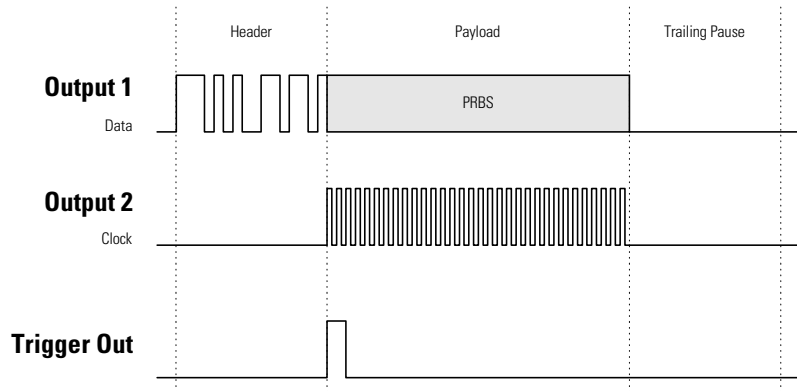 Header
Payload
Trailing Pause
Output 1
PRBS
Data
Output 2
Clock
Trigger Out